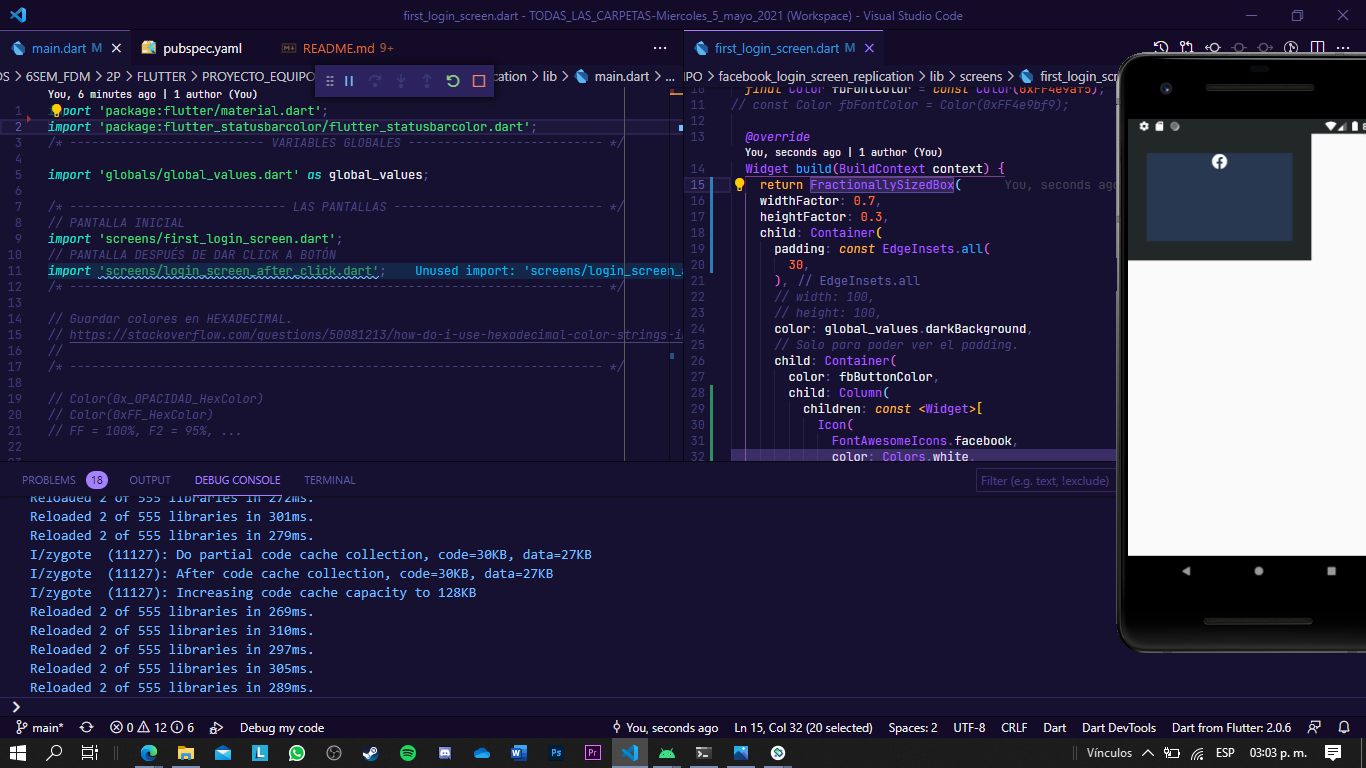 first_login_screen.dart - TODAS_LAS_CARPETAS-Miercoles_5_mayo_2021 (Workspace) - Visual Studio Code
main.dart M
pubspec.yaml
README.md 9+
OS > 6SEM_FDM > 2P > FLUTTER > PROYECTO_EQUIPO
cation > lib > main.dart > ...
You, 6 minutes ago | 1 author (You)
1 import 'package:flutter/material.dart';
2 import 'package:flutter_statusbarcolor/flutter_statusbarcolor.dart';
3 /* --------------------------- VARIABLES GLOBALES --------------------------- */
4
5 import 'globals/global_values.dart' as global_values;
6
7 /* ------------------------------ LAS PANTALLAS ----------------------------- */
8 // PANTALLA INICIAL
9 import 'screens/first_login_screen.dart';
10 // PANTALLA DESPUÉS DE DAR CLICK A BOTÓN
11 import 'screens/login_screen_after_click.dart'; Unused import: 'screens/login_screen_a
12 /* -------------------------------------------------------------------------- */
13
14 // Guardar colores en HEXADECIMAL.
15 // https://stackoverflow.com/questions/50081213/how-do-i-use-hexadecimal-color-strings-i
16 //
17 /* -------------------------------------------------------------------------- */
18
19 // Color(0x_OPACIDAD_HexColor)
20 // Color(0xFF_HexColor)
21 // FF = 100%, F2 = 95%, ...
22
first_login_screen.dart M
IPO > facebook_login_screen_replication > lib > screens > first_login_scr
10 final Color fbFontColor = const Color(0xFF4e9af5);
11 // const Color fbFontColor = Color(0xFF4e9bf9);
12
13 @override
You, seconds ago | 1 author (You)
14 Widget build(BuildContext context) {
15 return FractionallySizedBox( You, seconds ago
16 widthFactor: 0.7,
17 heightFactor: 0.3,
18 child: Container(
19 padding: const EdgeInsets.all(
20 30,
21 ), // EdgeInsets.all
22 // width: 100,
23 // height: 100,
24 color: global_values.darkBackground,
25 // Solo para poder ver el padding.
26 child: Container(
27 color: fbButtonColor,
28 child: Column(
29 children: const <Widget>[
30 Icon(
31 FontAwesomeIcons.facebook,
32 color: Colors.white,
PROBLEMS 18 OUTPUT DEBUG CONSOLE TERMINAL
Filter (e.g. text, !exclude)
Reloaded 2 of 555 libraries in 272ms.
Reloaded 2 of 555 libraries in 301ms.
Reloaded 2 of 555 libraries in 279ms.
I/zygote (11127): Do partial code cache collection, code=30KB, data=27KB
I/zygote (11127): After code cache collection, code=30KB, data=27KB
I/zygote (11127): Increasing code cache capacity to 128KB
Reloaded 2 of 555 libraries in 269ms.
Reloaded 2 of 555 libraries in 310ms.
Reloaded 2 of 555 libraries in 297ms.
Reloaded 2 of 555 libraries in 305ms.
Reloaded 2 of 555 libraries in 289ms.
main* 0 12 6 Debug my code You, seconds ago Ln 15, Col 32 (20 selected) Spaces: 2 UTF-8 CRLF Dart Dart DevTools Dart from Flutter: 2.0.6
L W Ps Pr Vínculos ESP 03:03 p. m.